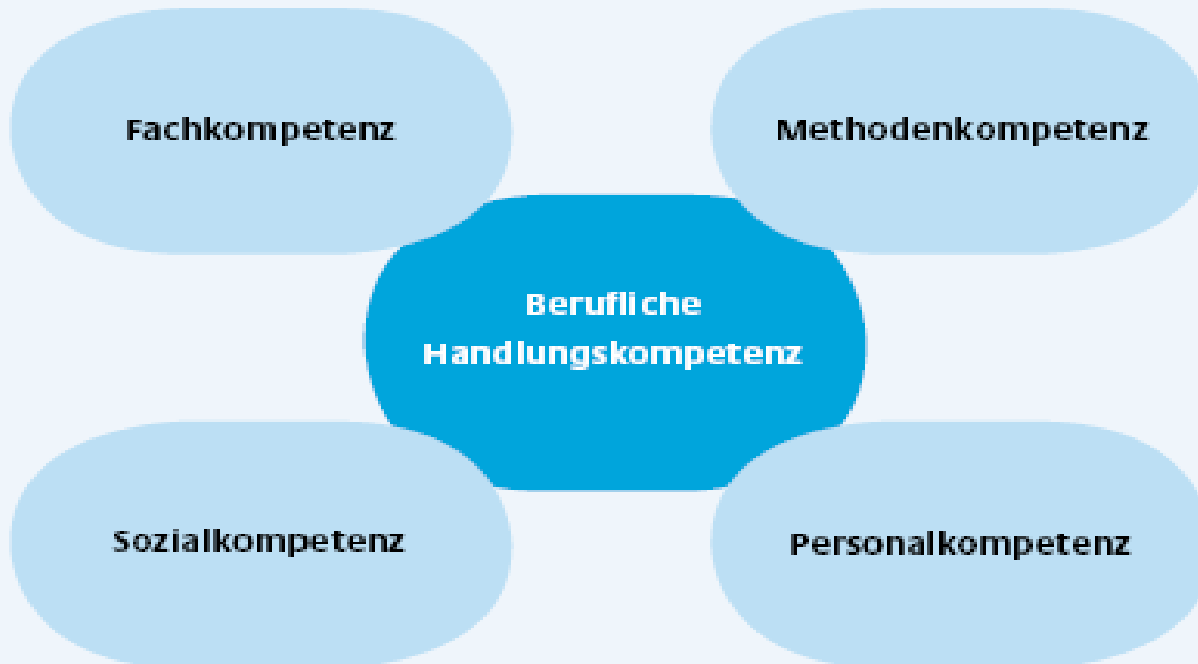 Fachkompetenz
Methodenkompetenz
Berufliche
Handlungskompetenz
Sozialkompetenz
Personalkompetenz